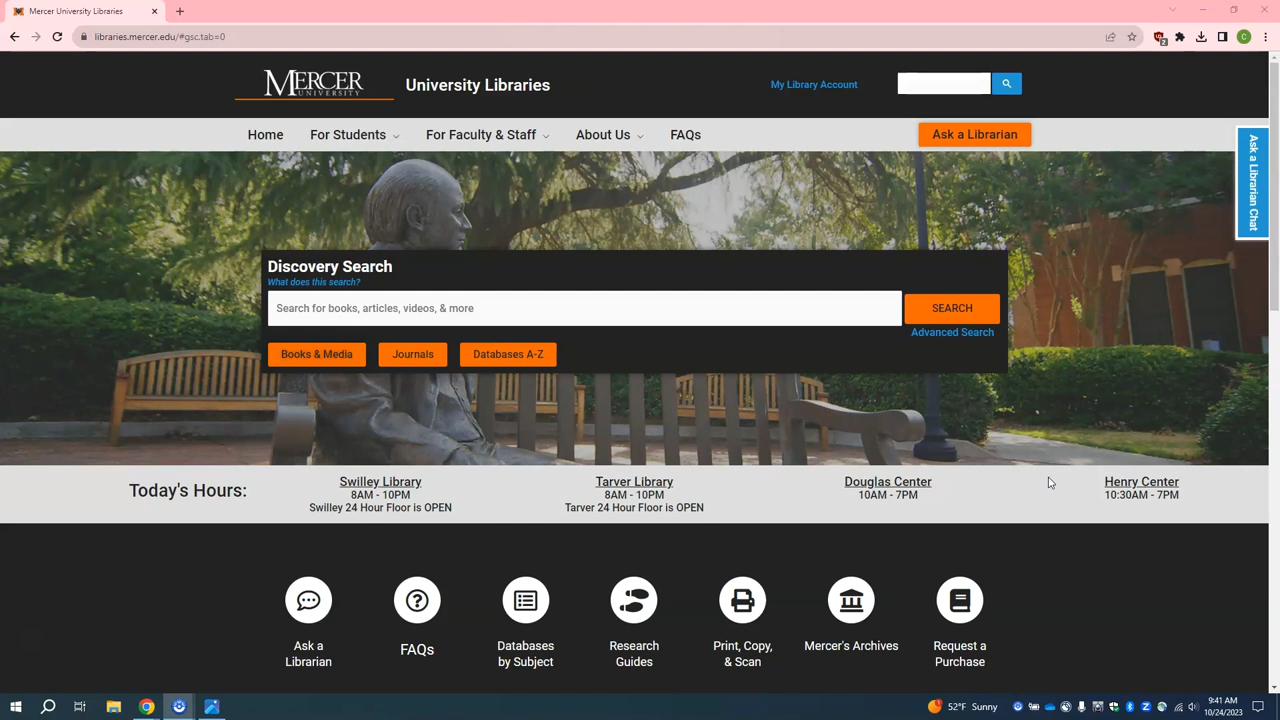 Mercer University Libraries
libraries.mercer.edu/#gsc.tab=0
2
C
MERCER
UNIVERSITY
University Libraries
My Library Account
Home
For Students
For Faculty & Staff
About Us
FAQs
Ask a Librarian
Ask a Librarian Chat
Discovery Search
What does this search?
Search for books, articles, videos, & more
SEARCH
Advanced Search
Books & Media
Journals
Databases A-Z
Today's Hours:
Swilley Library
8AM - 10PM
Swilley 24 Hour Floor is OPEN
Tarver Library
8AM - 10PM
Tarver 24 Hour Floor is OPEN
Douglas Center
10AM - 7PM
Henry Center
10:30AM - 7PM
Ask a
Librarian
FAQs
Databases
by Subject
Research
Guides
Print, Copy,
& Scan
Mercer's Archives
Request a
Purchase
52°F Sunny
9:41 AM
10/24/2023